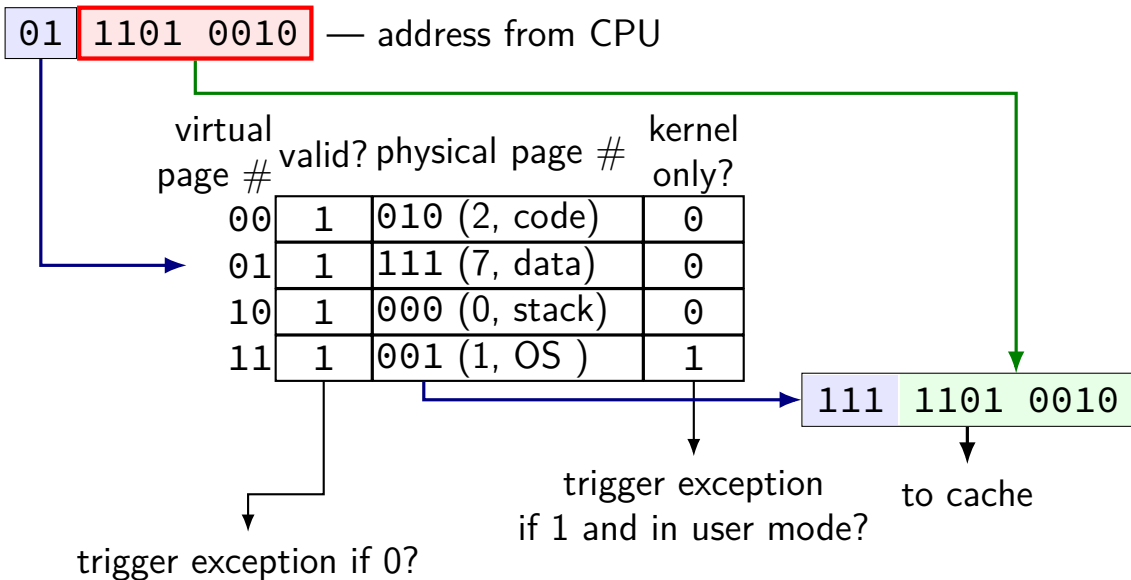 01 1101 0010 — address from CPU
virtual page # valid? physical page # kernel only?
00 1 010 (2, code) 0
01 1 111 (7, data) 0
10 1 000 (0, stack) 0
11 1 001 (1, OS ) 1
111 1101 0010
trigger exception if 1 and in user mode?
to cache
trigger exception if 0?